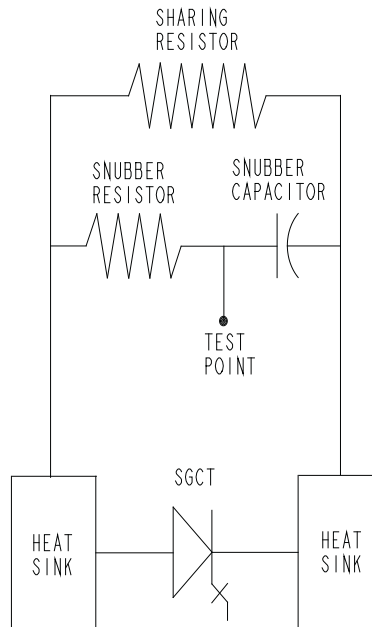 SHARING
RESISTOR
SNUBBER
RESISTOR
SNUBBER
CAPACITOR
TEST
POINT
SGCT
HEAT
SINK
HEAT
SINK